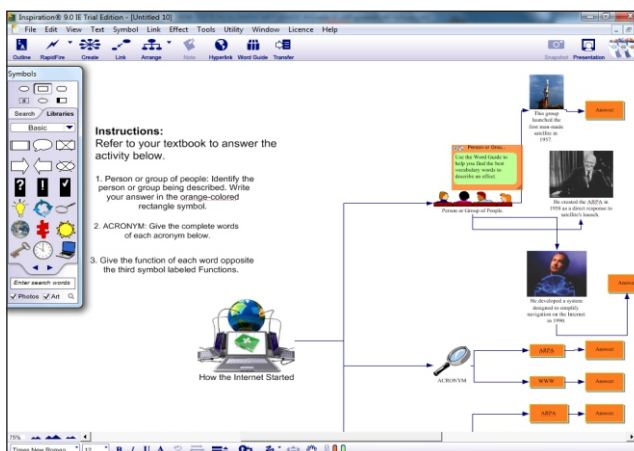 Inspiration® 9.0 IE Trial Edition - [Untitled 10]
File Edit View Text Symbol Link Effect Tools Utility Window Licence Help
Outline RapidFire Create Link Arrange Note Hyperlink Word Guide Transfer Snapshot Presentation
Symbols
Search Libraries
Basic
Enter search words
Photos Art
Instructions:
Refer to your textbook to answer the
activity below.
1. Person or group of people: Identify the
person or group being described. Write
your answer in the orange-colored
rectangle symbol.
2. ACRONYM: Give the complete words
of each acronym below.
3. Give the function of each word opposite
the third symbol labeled Functions.
How the Internet Started
Person or Grou...
Use the Word Guide to
help you find the best
vocabulary words to
describe an effect.
Person or Group of People.
This group
launched the
first man-made
satellite in
1957.
Answer:
He created the ARPA in
1958 as a direct response to
satellite's launch.
He developed a system
designed to simplify
navigation on the Internet
in 1990.
Answer:
ACRONYM
ARPA
Answer:
WWW
Answer:
ARPA
Answer:
75%
Times New Roman 12 B I U A